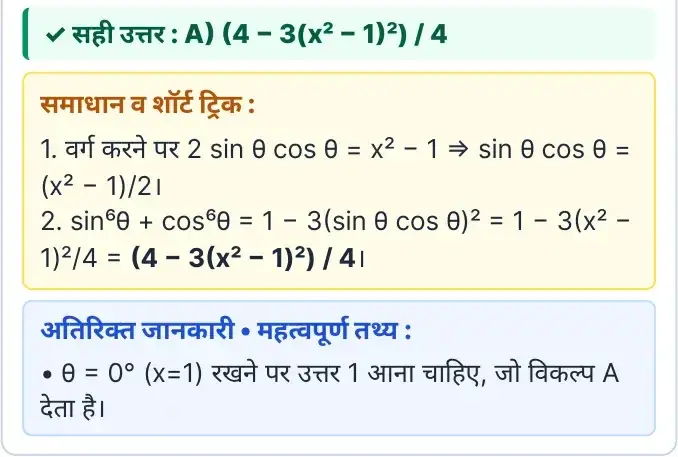 ✓ सही उत्तर : A) (4 − 3(x² − 1)²) / 4
समाधान व शॉर्ट ट्रिक :
1. वर्ग करने पर 2 sin θ cos θ = x² − 1 ⇒ sin θ cos θ =
(x² − 1)/2।
2. sin⁶θ + cos⁶θ = 1 − 3(sin θ cos θ)² = 1 − 3(x² −
1)²/4 = (4 − 3(x² − 1)²) / 4।
अतिरिक्त जानकारी • महत्वपूर्ण तथ्य :
• θ = 0° (x=1) रखने पर उत्तर 1 आना चाहिए, जो विकल्प A
देता है।